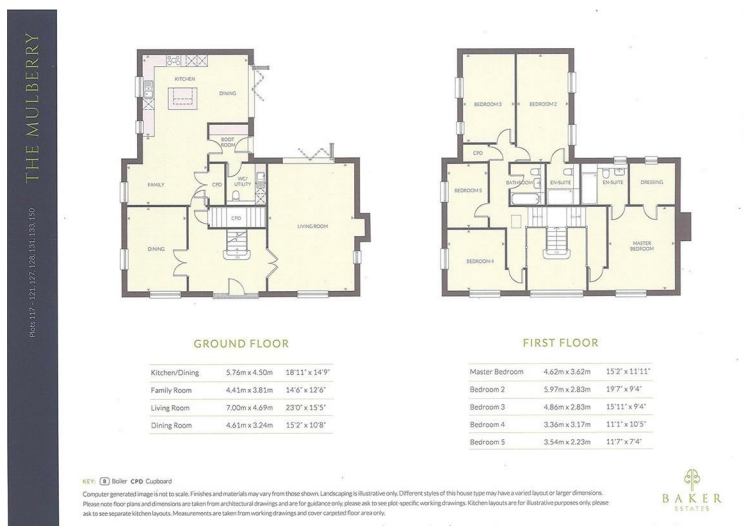 THE MULBERRY
Plots 117 - 121, 127, 128, 131, 133, 150
KITCHEN
DINING
BOOT
ROOM
FAMILY
CPD
WC/
UTILITY
CPD
LIVING ROOM
DINING
BEDROOM 3
BEDROOM 2
CPD
BEDROOM 5
BATHROOM
EN-SUITE
EN-SUITE
DRESSING
BEDROOM 4
MASTER
BEDROOM
GROUND FLOOR
Kitchen/Dining 5.76m x 4.50m 18'11" x 14'9"
Family Room 4.41m x 3.81m 14'6" x 12'6"
Living Room 7.00m x 4.69m 23'0" x 15'5"
Dining Room 4.61m x 3.24m 15'2" x 10'8"
FIRST FLOOR
Master Bedroom 4.62m x 3.62m 15'2" x 11'11"
Bedroom 2 5.97m x 2.83m 19'7" x 9'4"
Bedroom 3 4.86m x 2.83m 15'11" x 9'4"
Bedroom 4 3.36m x 3.17m 11'1" x 10'5"
Bedroom 5 3.54m x 2.23m 11'7" x 7'4"
KEY: B Boiler CPD Cupboard
Computer generated image is not to scale. Finishes and materials may vary from those shown. Landscaping is illustrative only. Different styles of this house type may have a varied layout or larger dimensions.
Please note floor plans and dimensions are taken from architectural drawings and are for guidance only, please ask to see plot-specific working drawings. Kitchen layouts are for illustrative purposes only, please
ask to see separate kitchen layouts. Measurements are taken from working drawings and cover carpeted floor area only.
BAKER
ESTATES